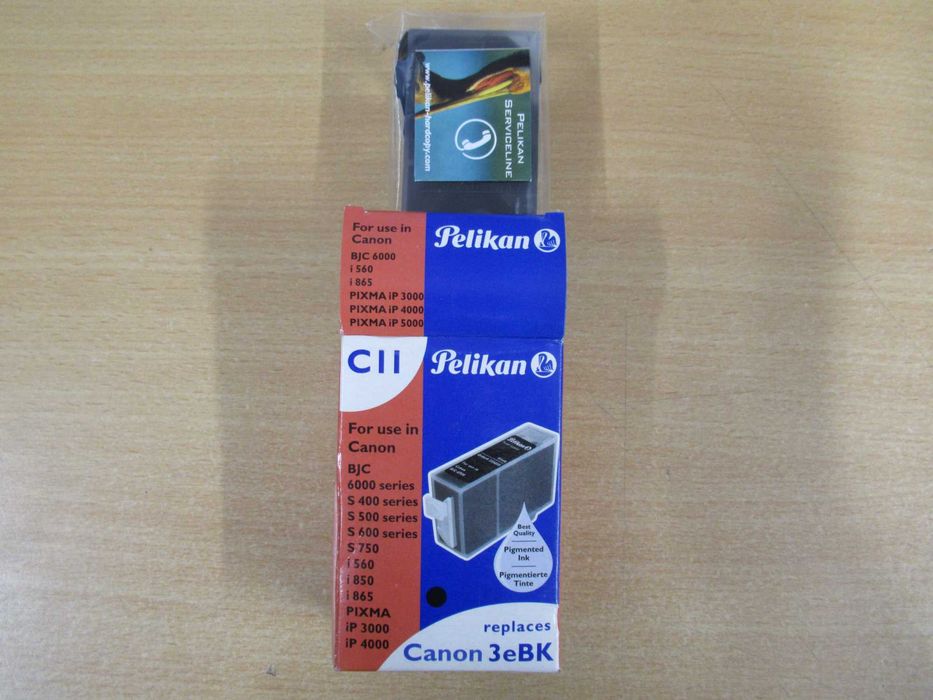 www.pelikan-hardcopy.com
PELIKAN
SERVICELINE
For use in
Canon
BJC 6000
i 560
i 865
PIXMA iP 3000
PIXMA iP 4000
PIXMA iP 5000
Pelikan
C11
Pelikan
For use in
Canon
BJC
6000 series
S 400 series
S 500 series
S 600 series
S 750
i 560
i 850
i 865
PIXMA
iP 3000
iP 4000
Pelikan
Best
Quality
Pigmented
Ink
Pigmentierte
Tinte
replaces
Canon 3eBK